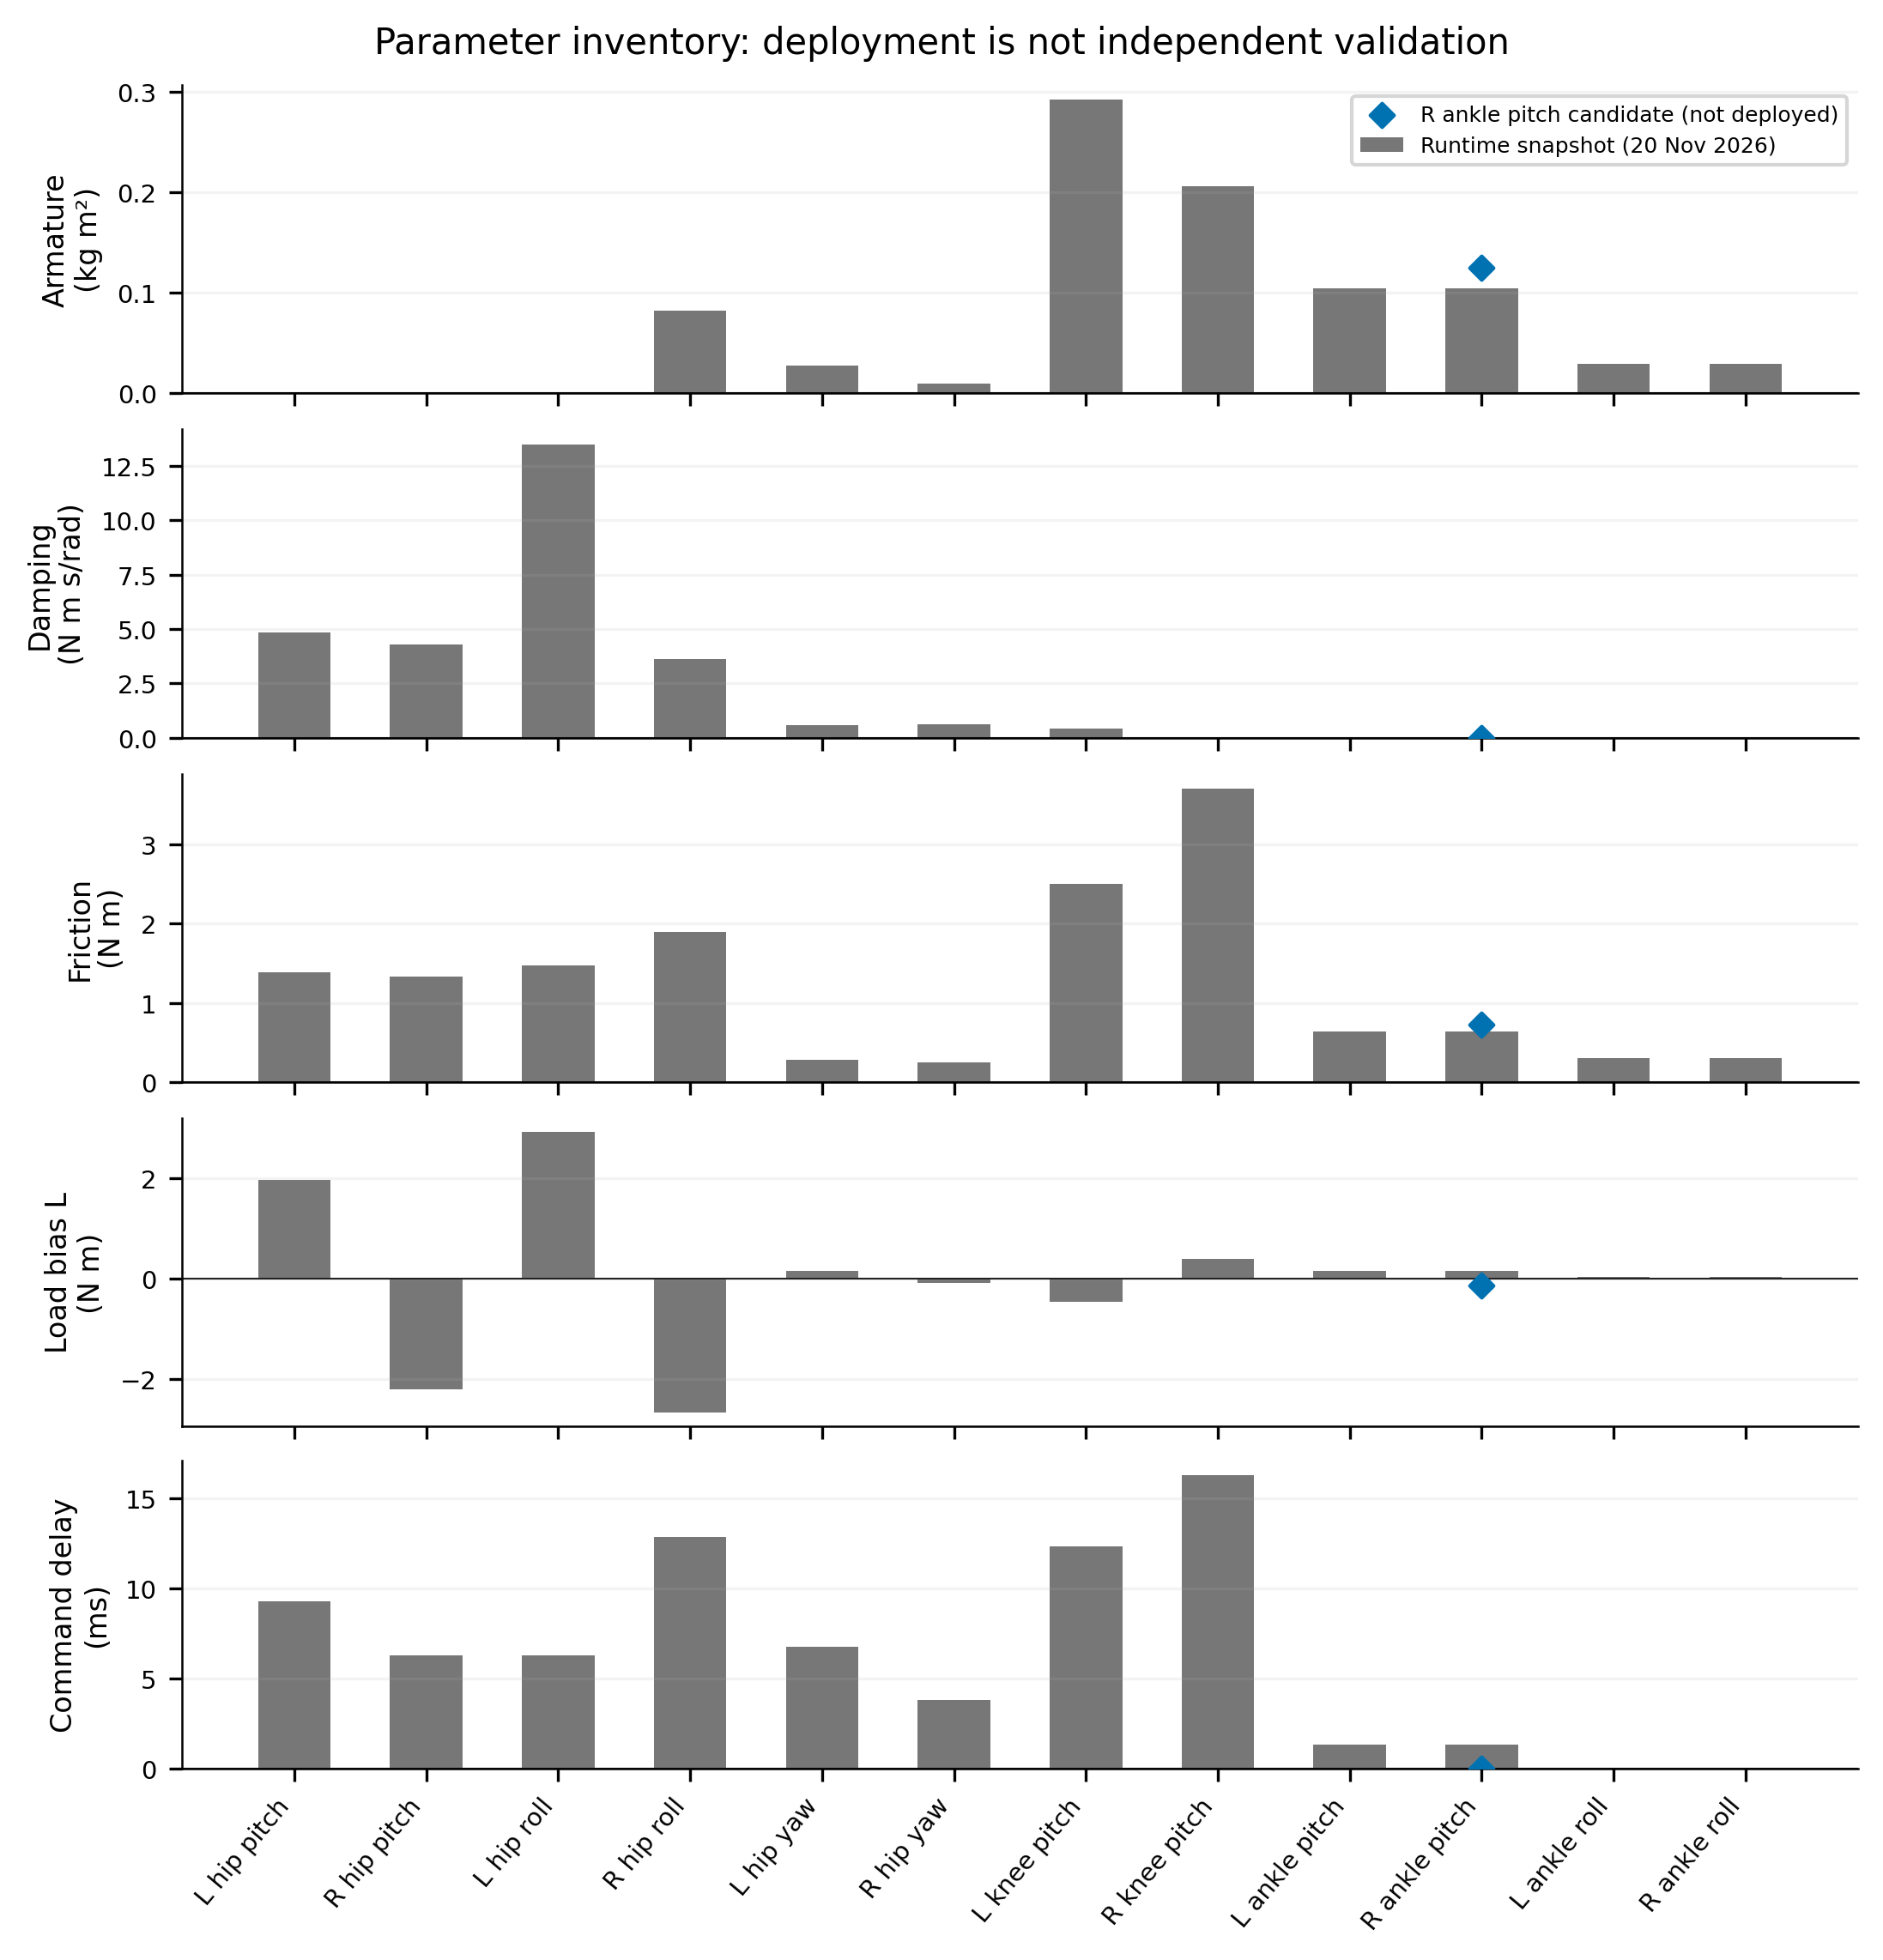 Parameter inventory: deployment is not independent validation
R ankle pitch candidate (not deployed)
Runtime snapshot (20 Nov 2026)
Armature
(kg m²)
0.3
0.2
0.1
0.0
Damping
(N m s/rad)
12.5
10.0
7.5
5.0
2.5
0.0
Friction
(N m)
3
2
1
0
Load bias L
(N m)
2
0
−2
Command delay
(ms)
15
10
5
0
L hip pitch
R hip pitch
L hip roll
R hip roll
L hip yaw
R hip yaw
L knee pitch
R knee pitch
L ankle pitch
R ankle pitch
L ankle roll
R ankle roll